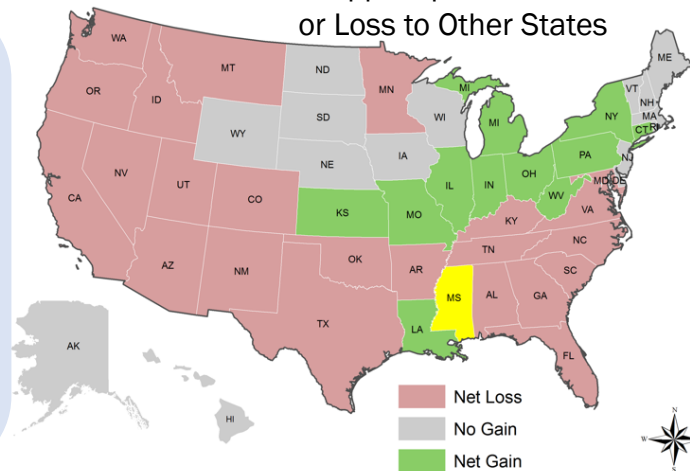 or Loss to Other States
WA
MT
ND
MN
ME
OR
ID
SD
WI
MI
VT
NH
NY
MA
CT
RI
WY
MI
IA
PA
NJ
NE
NV
UT
CO
IL
IN
OH
MD
DE
WV
VA
CA
KS
MO
KY
NC
TN
AZ
NM
OK
AR
SC
MS
AL
GA
TX
LA
FL
AK
HI
Net Loss
No Gain
Net Gain
N
W
S